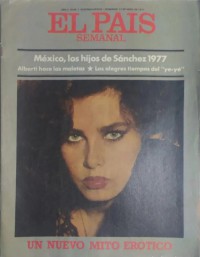 EL PAIS
SEMANAL
México, los hijos de Sánchez 1977
Alberti hace las maletas ★ Los alegres tiempos del "ye-yé"
UN NUEVO MITO EROTICO